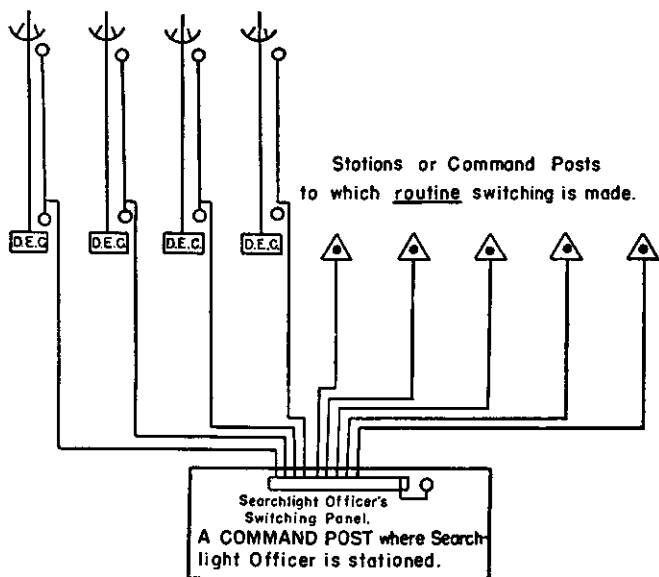 Stations or Command Posts
to which routine switching is made.
D.E.C. D.E.C. D.E.C. D.E.C.
Searchlight Officer's
Switching Panel.
A COMMAND POST where Search-
light Officer is stationed.